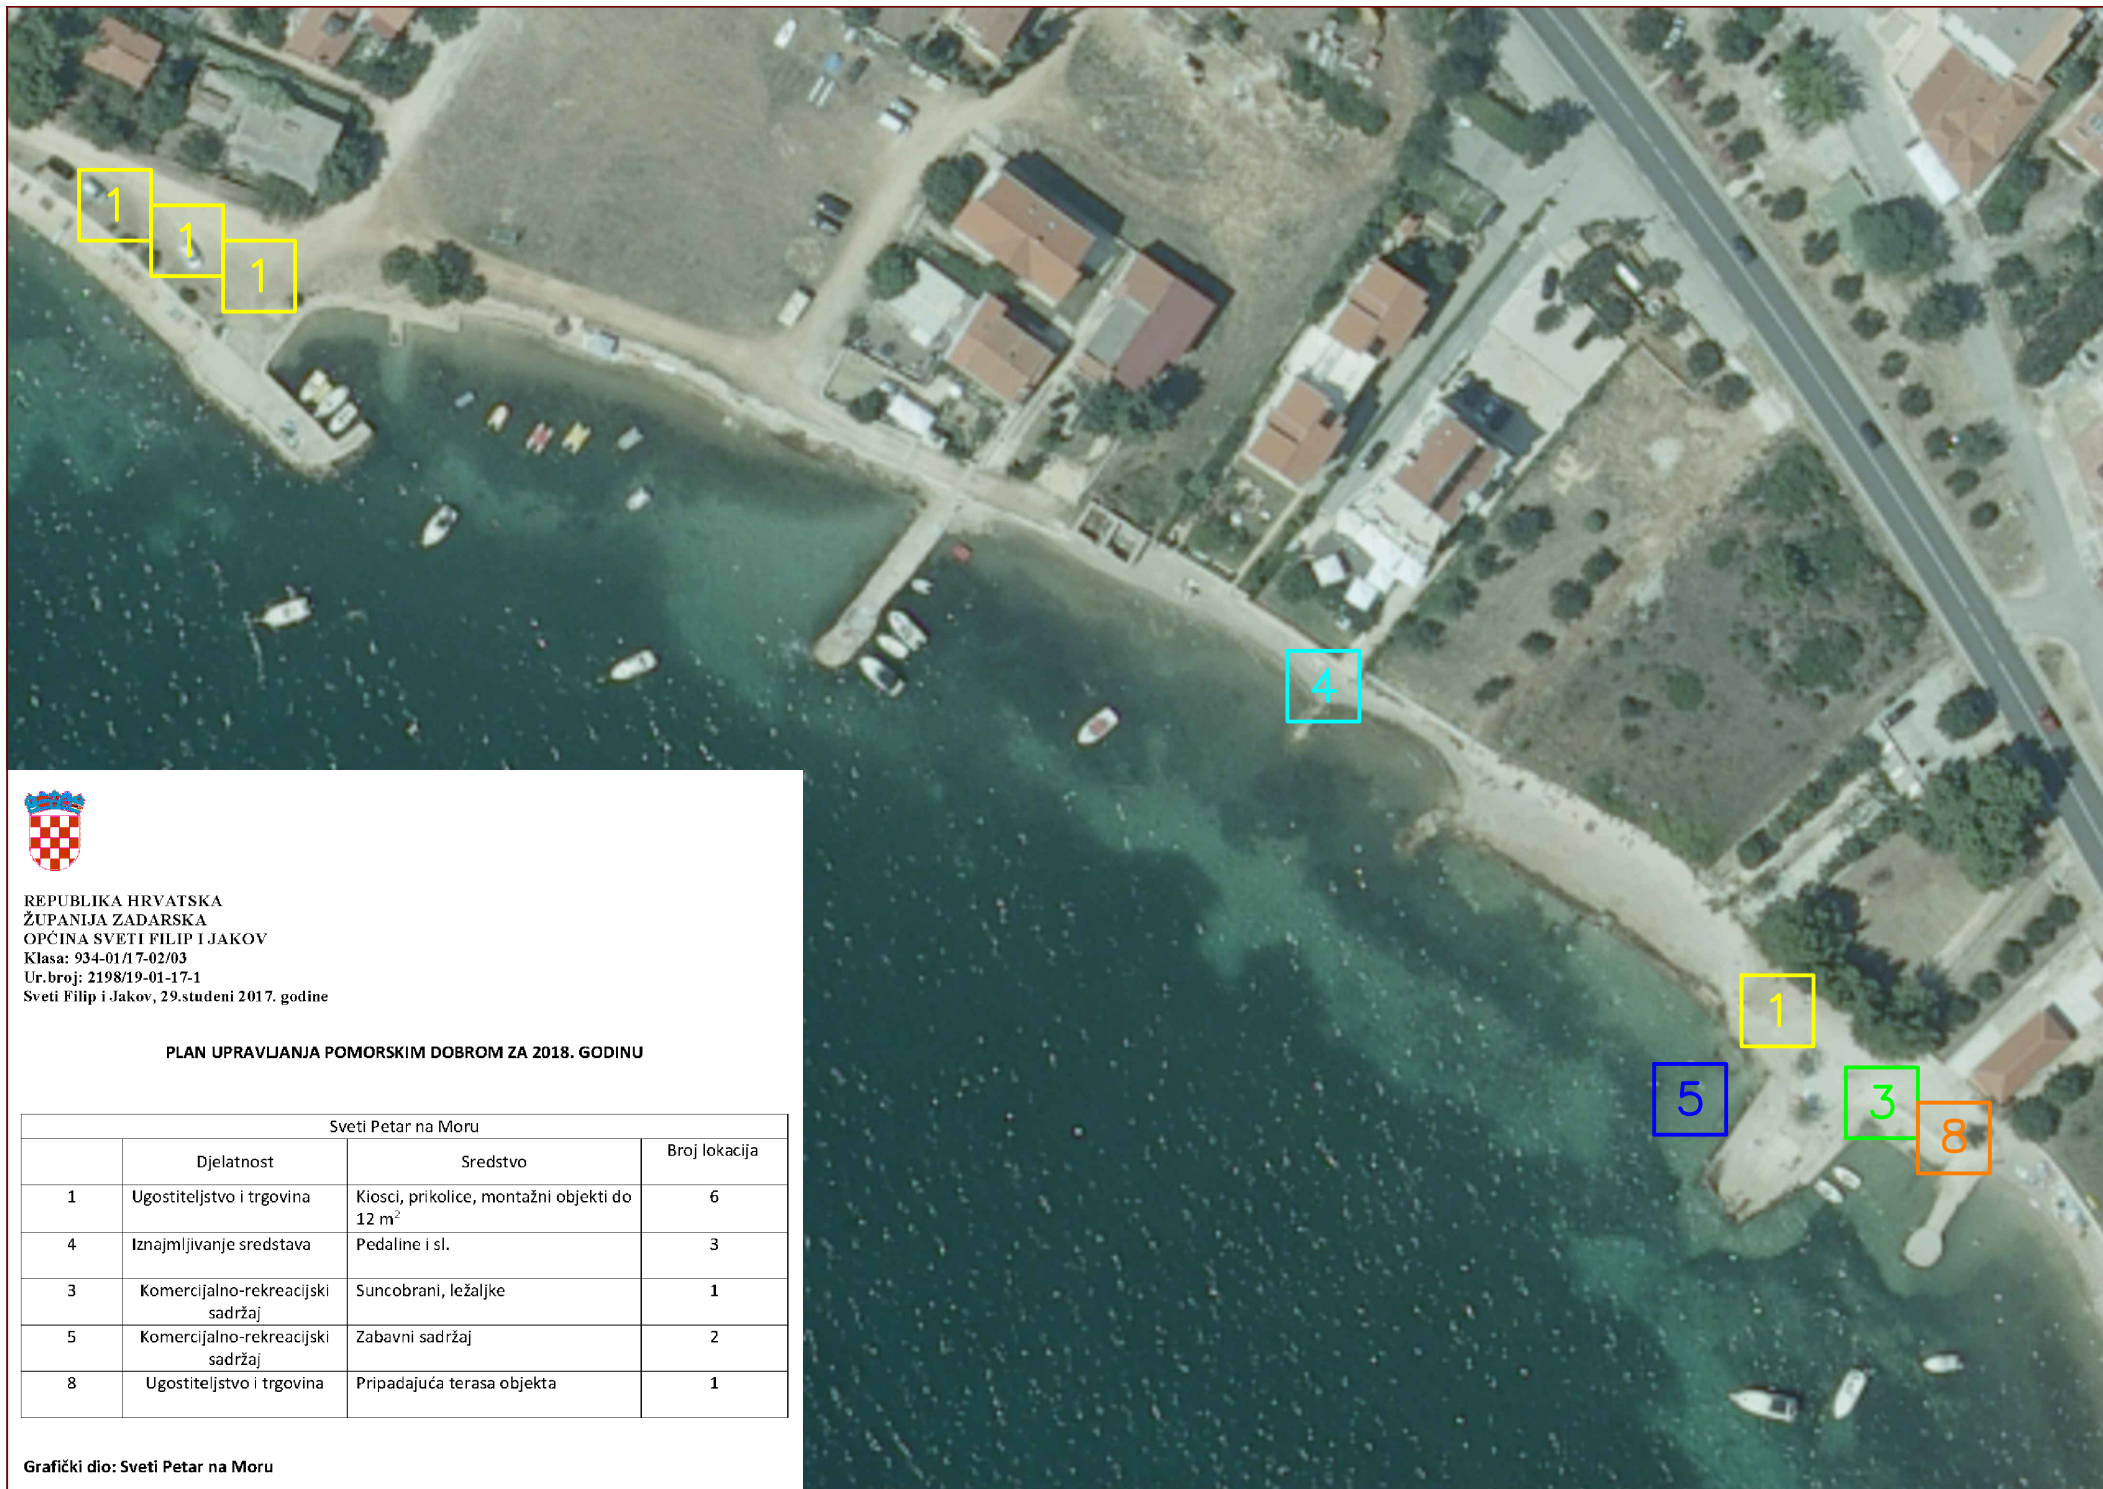 1
1
1
4
1
5
3
8
REPUBLIKA HRVATSKA
ŽUPANIJA ZADARSKA
OPĆINA SVETI FILIP I JAKOV
Klasa: 934-01/17-02/03
Ur.broj: 2198/19-01-17-1
Sveti Filip i Jakov, 29.studeni 2017. godine
PLAN UPRAVLJANJA POMORSKIM DOBROM ZA 2018. GODINU
Sveti Petar na Moru
Djelatnost Sredstvo Broj lokacija
1 Ugostiteljstvo i trgovina Kiosci, prikolice, montažni objekti do 6
12 m²
4 Iznajmljivanje sredstava Pedaline i sl. 3
3 Komercijalno-rekreacijski Suncobrani, ležaljke 1
sadržaj
5 Komercijalno-rekreacijski Zabavni sadržaj 2
sadržaj
8 Ugostiteljstvo i trgovina Pripadajuća terasa objekta 1
Grafički dio: Sveti Petar na Moru